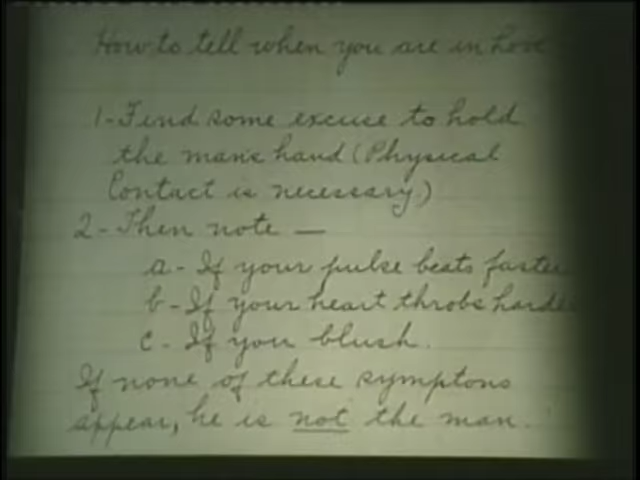 How to tell when you are in Love
1-Find some excuse to hold
the man's hand (Physical
Contact is necessary)
2-Then note —
a-If your pulse beats faster
b-If your heart throbs harder
c-If you blush.
If none of these symptons
appear, he is not the man.